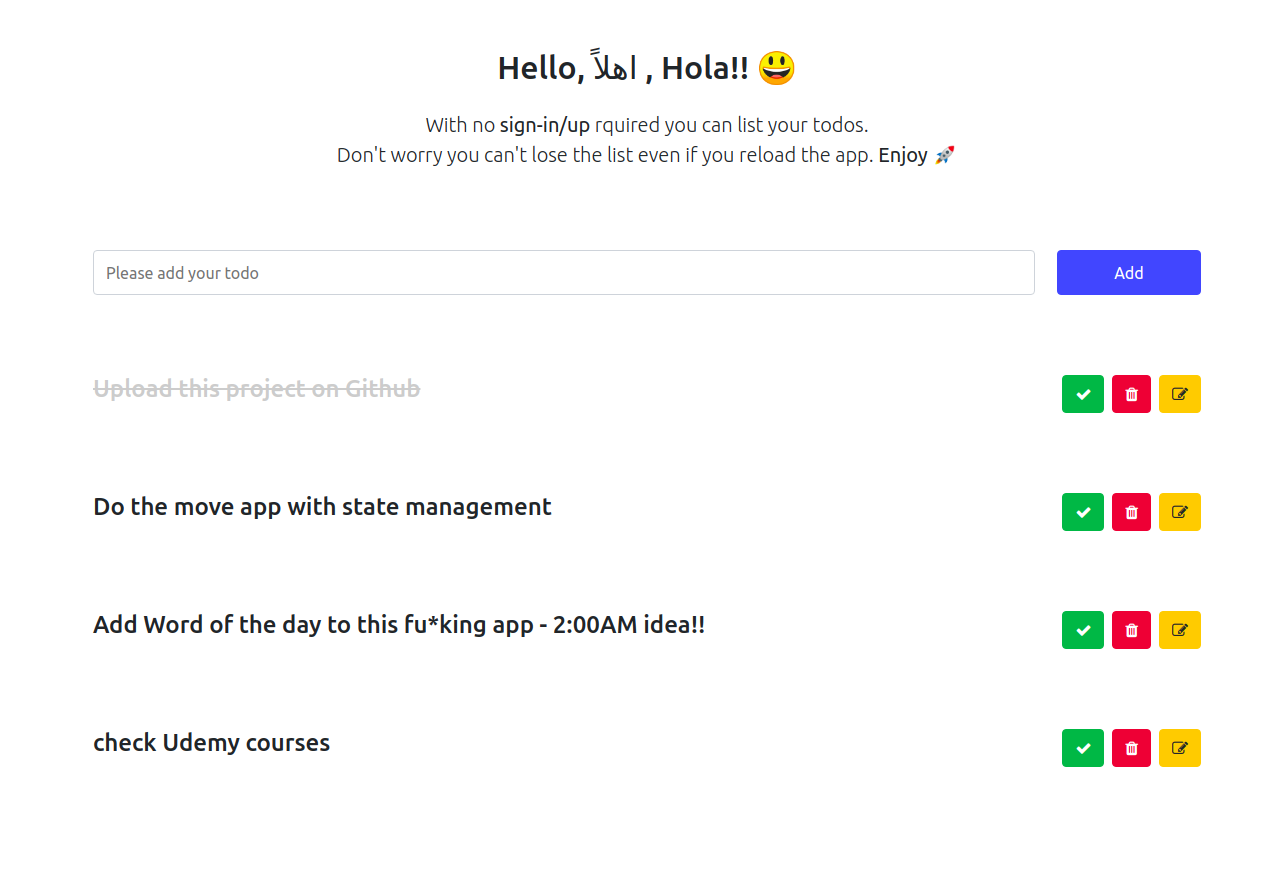 Hello, اهلاً , Hola!! 😃
With no sign-in/up rquired you can list your todos.
Don't worry you can't lose the list even if you reload the app. Enjoy 🚀
Please add your todo
Add
Upload this project on Github
Do the move app with state management
Add Word of the day to this fu*king app - 2:00AM idea!!
check Udemy courses